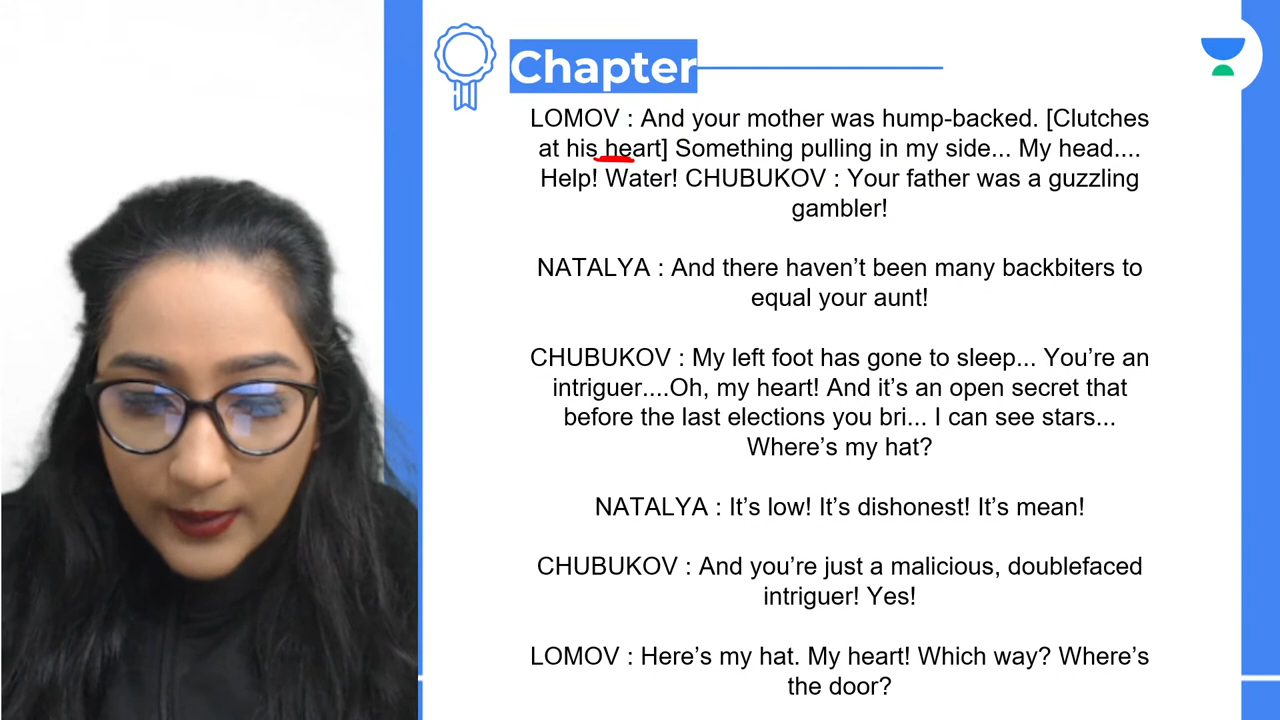 Chapter
LOMOV : And your mother was hump-backed. [Clutches
at his heart] Something pulling in my side... My head....
Help! Water! CHUBUKOV : Your father was a guzzling
gambler!
NATALYA : And there haven’t been many backbiters to
equal your aunt!
CHUBUKOV : My left foot has gone to sleep... You’re an
intriguer....Oh, my heart! And it’s an open secret that
before the last elections you bri... I can see stars...
Where’s my hat?
NATALYA : It’s low! It’s dishonest! It’s mean!
CHUBUKOV : And you’re just a malicious, doublefaced
intriguer! Yes!
LOMOV : Here’s my hat. My heart! Which way? Where’s
the door?